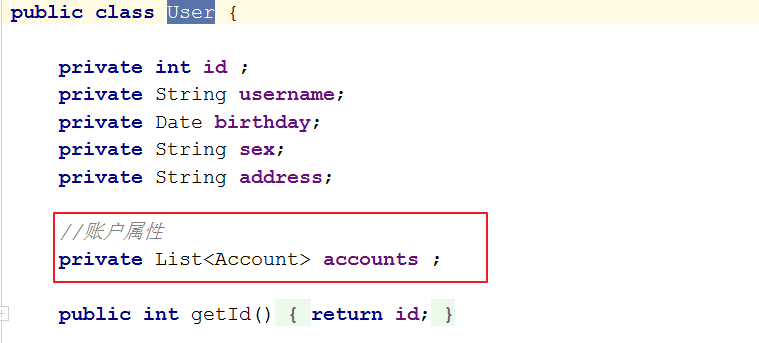 public class User {
private int id ;
private String username;
private Date birthday;
private String sex;
private String address;
//账户属性
private List<Account> accounts ;
public int getId() { return id; }